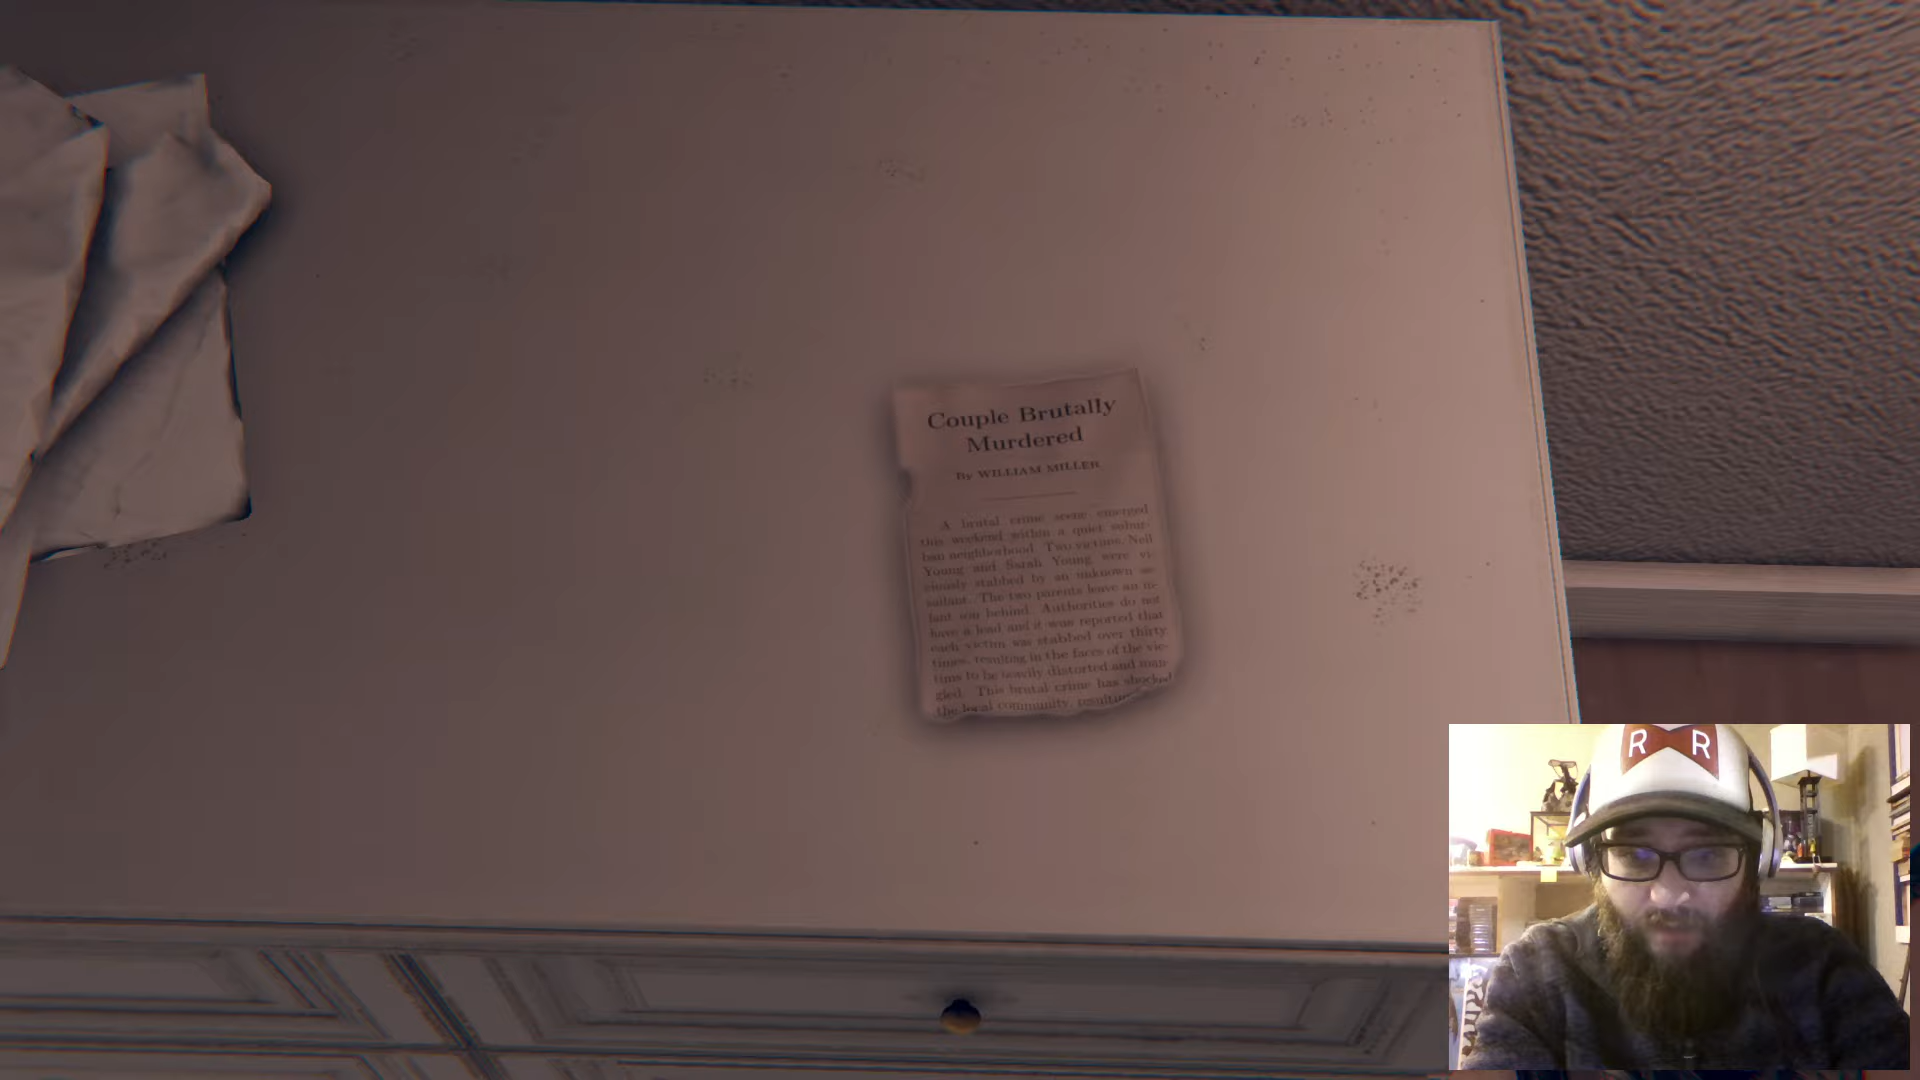 Couple Brutally
Murdered
By WILLIAM MILLER
A brutal crime scene emerged
this weekend within a quiet subur-
ban neighborhood. Two victims, Neil
Young and Sarah Young were vi-
ciously stabbed by an unknown as-
sailant. The two parents leave an in-
fant son behind. Authorities do not
have a lead and it was reported that
each victim was stabbed over thirty
times, resulting in the faces of the vic-
tims to be heavily distorted and man-
gled. This brutal crime has shocked
the local community, resulting
R R